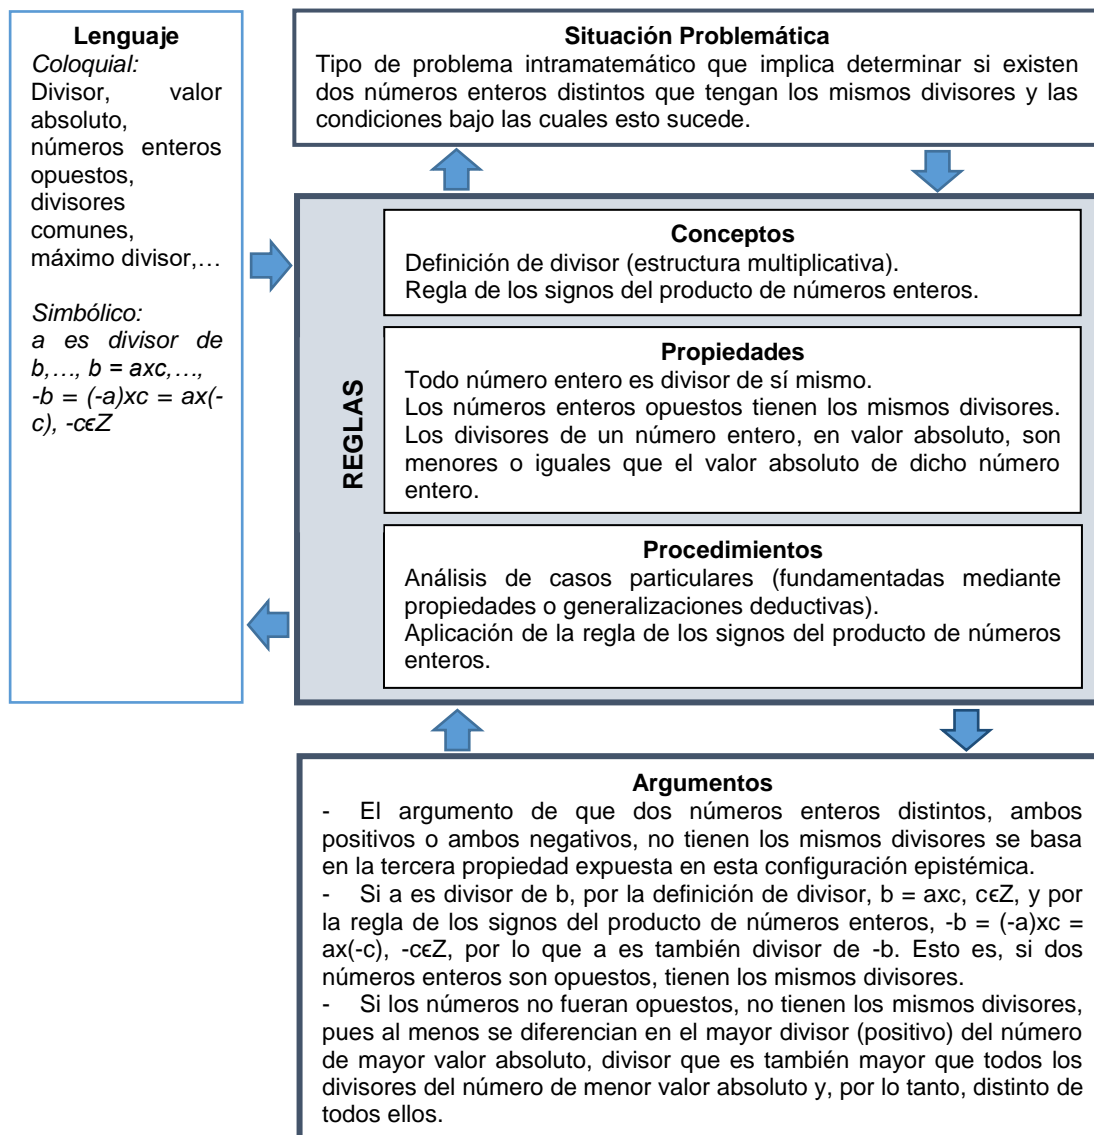 Lenguaje
Coloquial:
Divisor, valor
absoluto,
números enteros
opuestos,
divisores
comunes,
máximo divisor,…
Simbólico:
a es divisor de
b,…, b = axc,…,
-b = (-a)xc = ax(-
c), -cєZ
Situación Problemática
Tipo de problema intramatemático que implica determinar si existen
dos números enteros distintos que tengan los mismos divisores y las
condiciones bajo las cuales esto sucede.
REGLAS
Conceptos
Definición de divisor (estructura multiplicativa).
Regla de los signos del producto de números enteros.
Propiedades
Todo número entero es divisor de sí mismo.
Los números enteros opuestos tienen los mismos divisores.
Los divisores de un número entero, en valor absoluto, son
menores o iguales que el valor absoluto de dicho número
entero.
Procedimientos
Análisis de casos particulares (fundamentadas mediante
propiedades o generalizaciones deductivas).
Aplicación de la regla de los signos del producto de números
enteros.
Argumentos
- El argumento de que dos números enteros distintos, ambos
positivos o ambos negativos, no tienen los mismos divisores se basa
en la tercera propiedad expuesta en esta configuración epistémica.
- Si a es divisor de b, por la definición de divisor, b = axc, cєZ, y por
la regla de los signos del producto de números enteros, -b = (-a)xc =
ax(-c), -cєZ, por lo que a es también divisor de -b. Esto es, si dos
números enteros son opuestos, tienen los mismos divisores.
- Si los números no fueran opuestos, no tienen los mismos divisores,
pues al menos se diferencian en el mayor divisor (positivo) del número
de mayor valor absoluto, divisor que es también mayor que todos los
divisores del número de menor valor absoluto y, por lo tanto, distinto de
todos ellos.